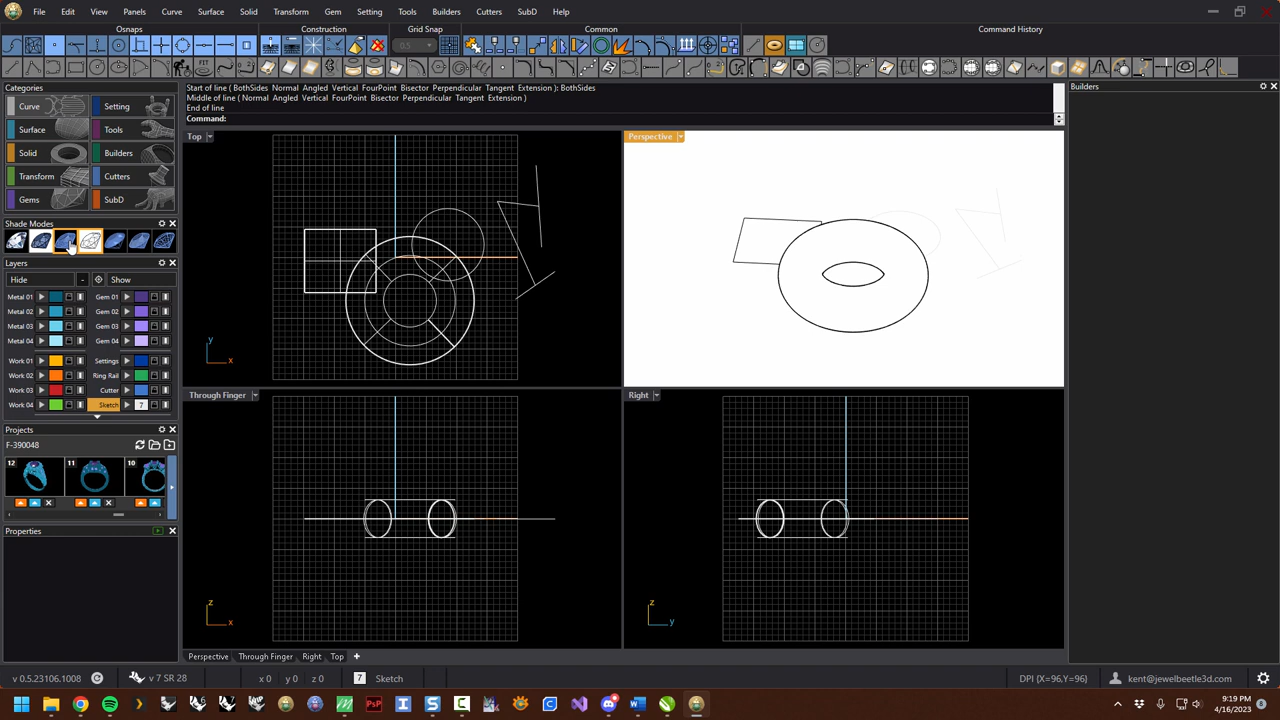 File Edit View Panels Curve Surface Solid Transform Gem Setting Tools Builders Cutters SubD Help
Osnaps Construction Grid Snap Common Command History
0.5
Categories
Curve Setting
Surface Tools
Solid Builders
Transform Cutters
Gems SubD
Shade Modes
Layers
Hide - Show
Metal 01 Gem 01
Metal 02 Gem 02
Metal 03 Gem 03
Metal 04 Gem 04
Work 01 Settings
Work 02 Ring Rail
Work 03 Cutter
Work 04 Sketch 7
Projects
F-390048
12 11 10
Properties
Start of line ( BothSides Normal Angled Vertical FourPoint Bisector Perpendicular Tangent Extension ): BothSides
Middle of line ( Normal Angled Vertical FourPoint Bisector Perpendicular Tangent Extension )
End of line
Command:
Top
y
x
Perspective
Through Finger
z
x
Right
z
y
Builders
Perspective Through Finger Right Top +
v 0.5.23106.1008 v 7 SR 28 x 0 y 0 z 0 7 Sketch DPI (X=96,Y=96) kent@jewelbeetle3d.com
PsP
9:19 PM
4/16/2023